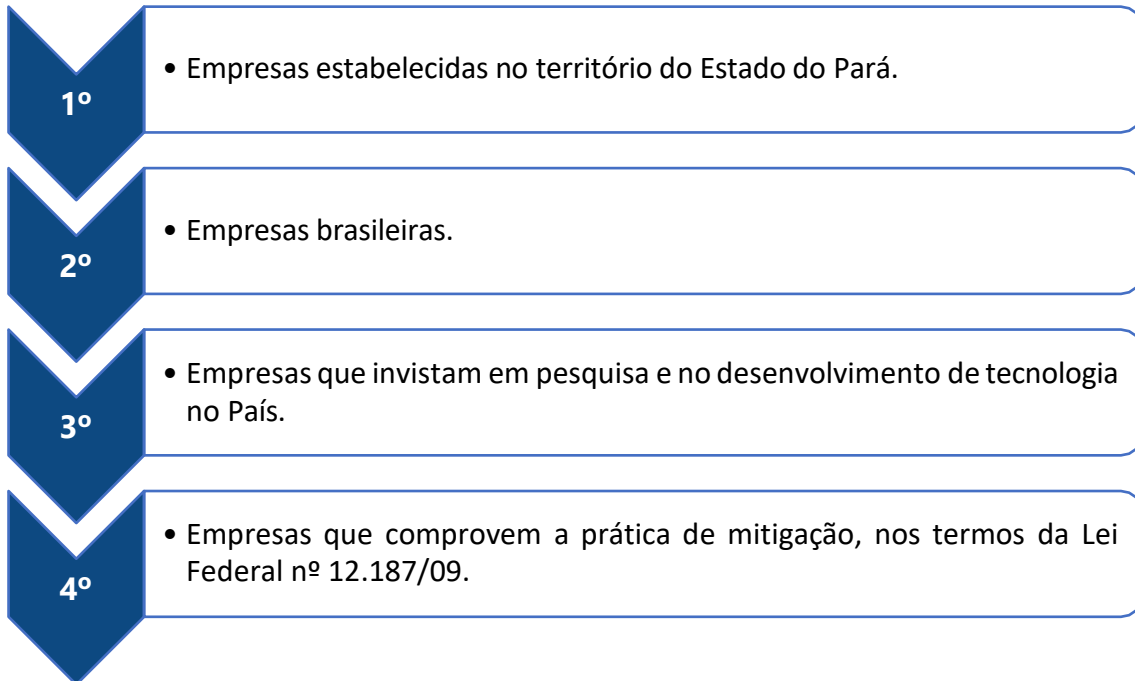 1º
• Empresas estabelecidas no território do Estado do Pará.
2º
• Empresas brasileiras.
3º
• Empresas que invistam em pesquisa e no desenvolvimento de tecnologia
no País.
4º
• Empresas que comprovem a prática de mitigação, nos termos da Lei
Federal nº 12.187/09.